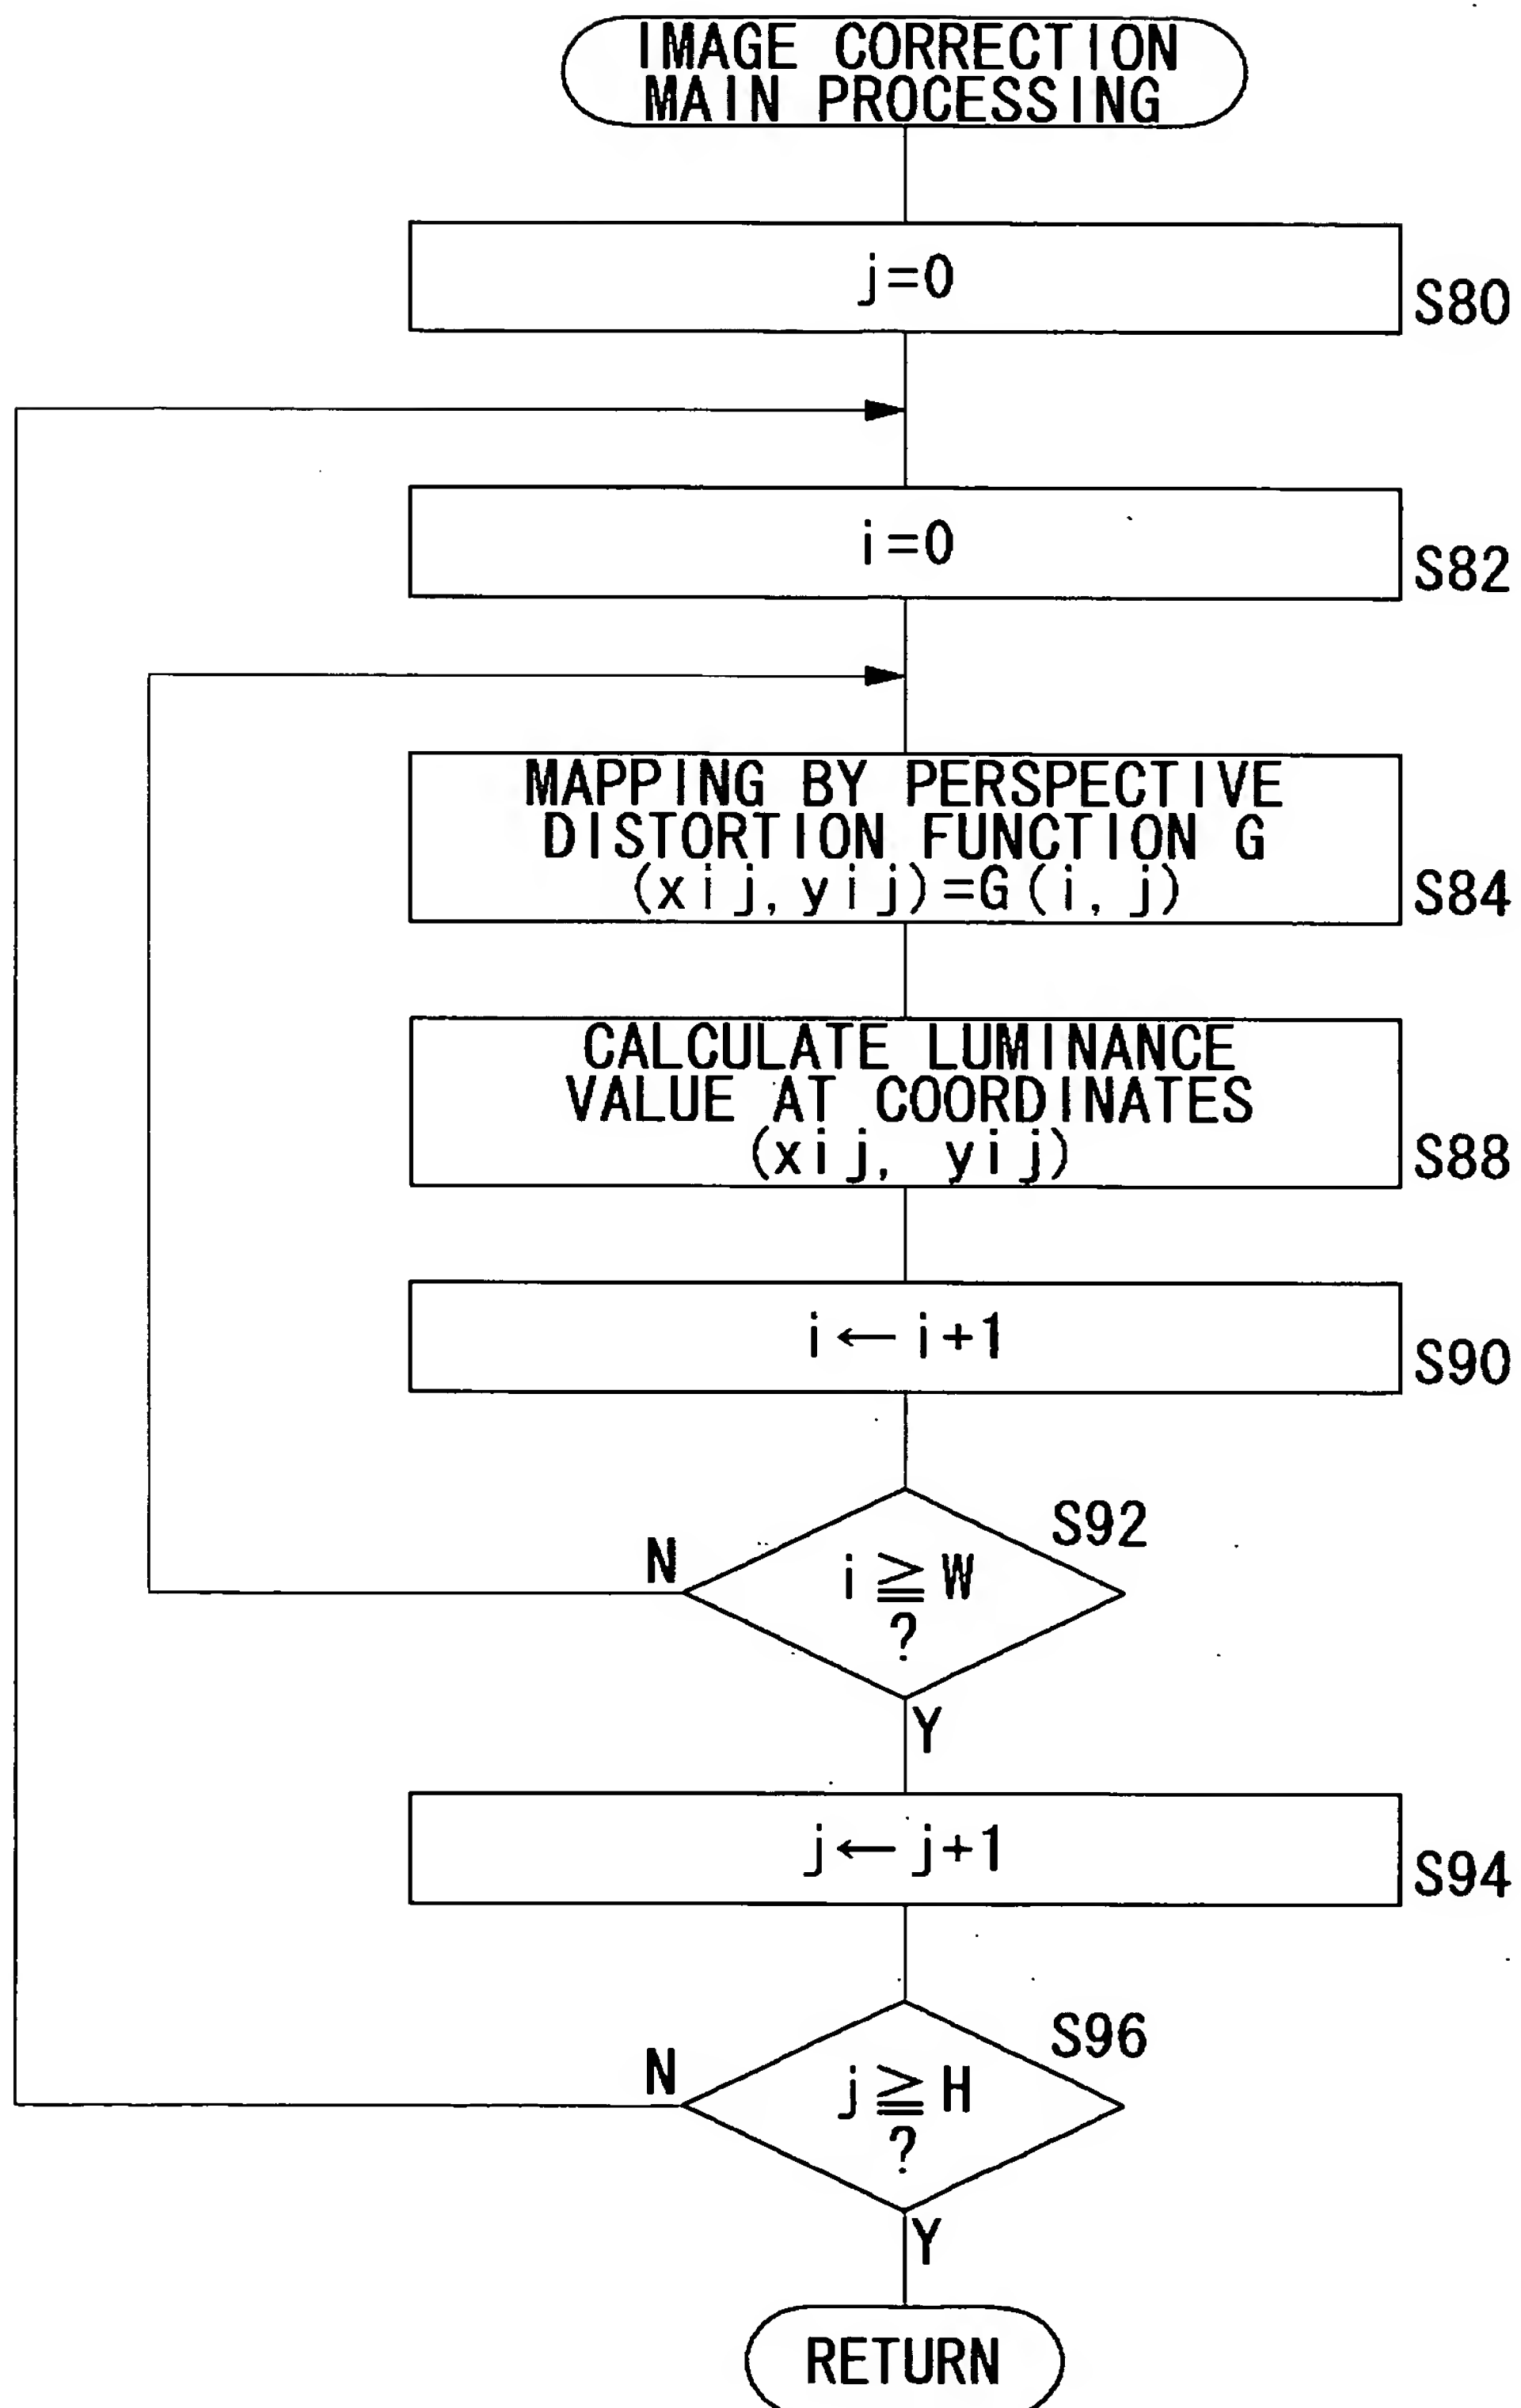 IMAGE CORRECTION
MAIN PROCESSING
j=0
S80
i=0
S82
MAPPING BY PERSPECTIVE
DISTORTION FUNCTION G
(xij, yij)=G(i, j)
S84
CALCULATE LUMINANCE
VALUE AT COORDINATES
(xij, yij)
S88
i←i+1
S90
S92
N
i≧W
?
Y
j←j+1
S94
S96
N
j≧H
?
Y
RETURN